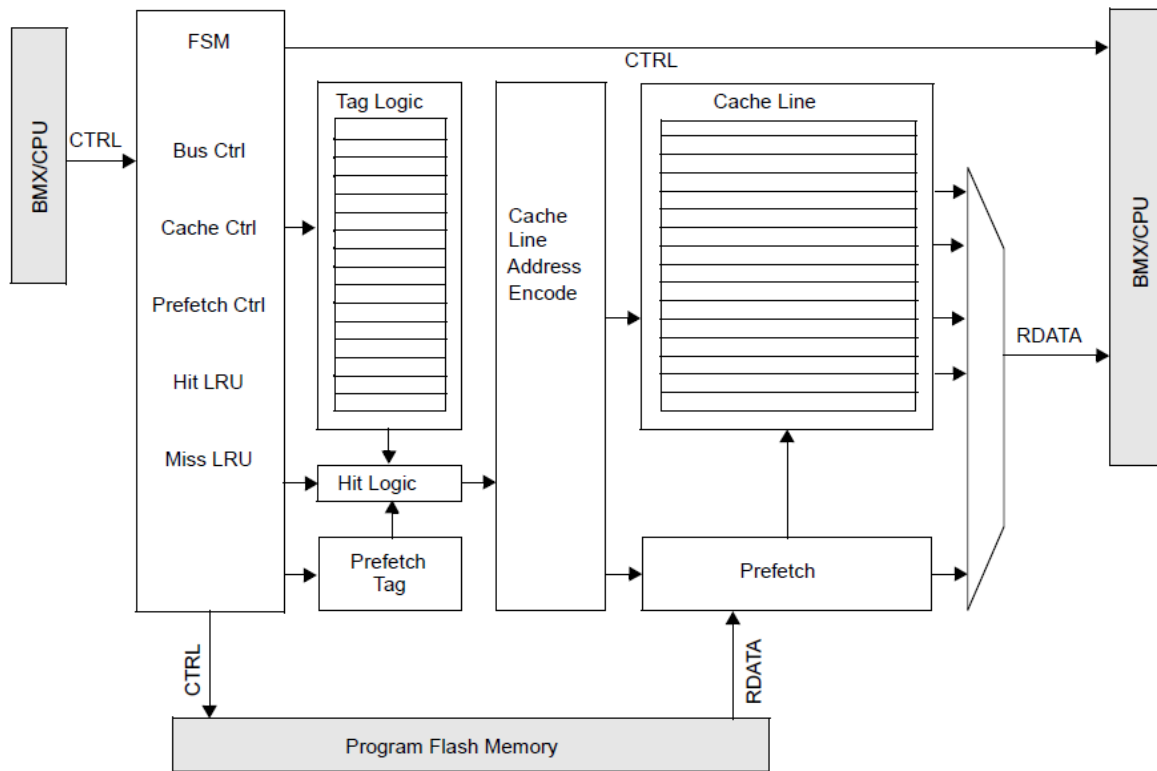 BMX/CPU
CTRL
FSM
Bus Ctrl
Cache Ctrl
Prefetch Ctrl
Hit LRU
Miss LRU
CTRL
Tag Logic
Hit Logic
Prefetch
Tag
Cache
Line
Address
Encode
Cache Line
Prefetch
RDATA
BMX/CPU
CTRL
RDATA
Program Flash Memory